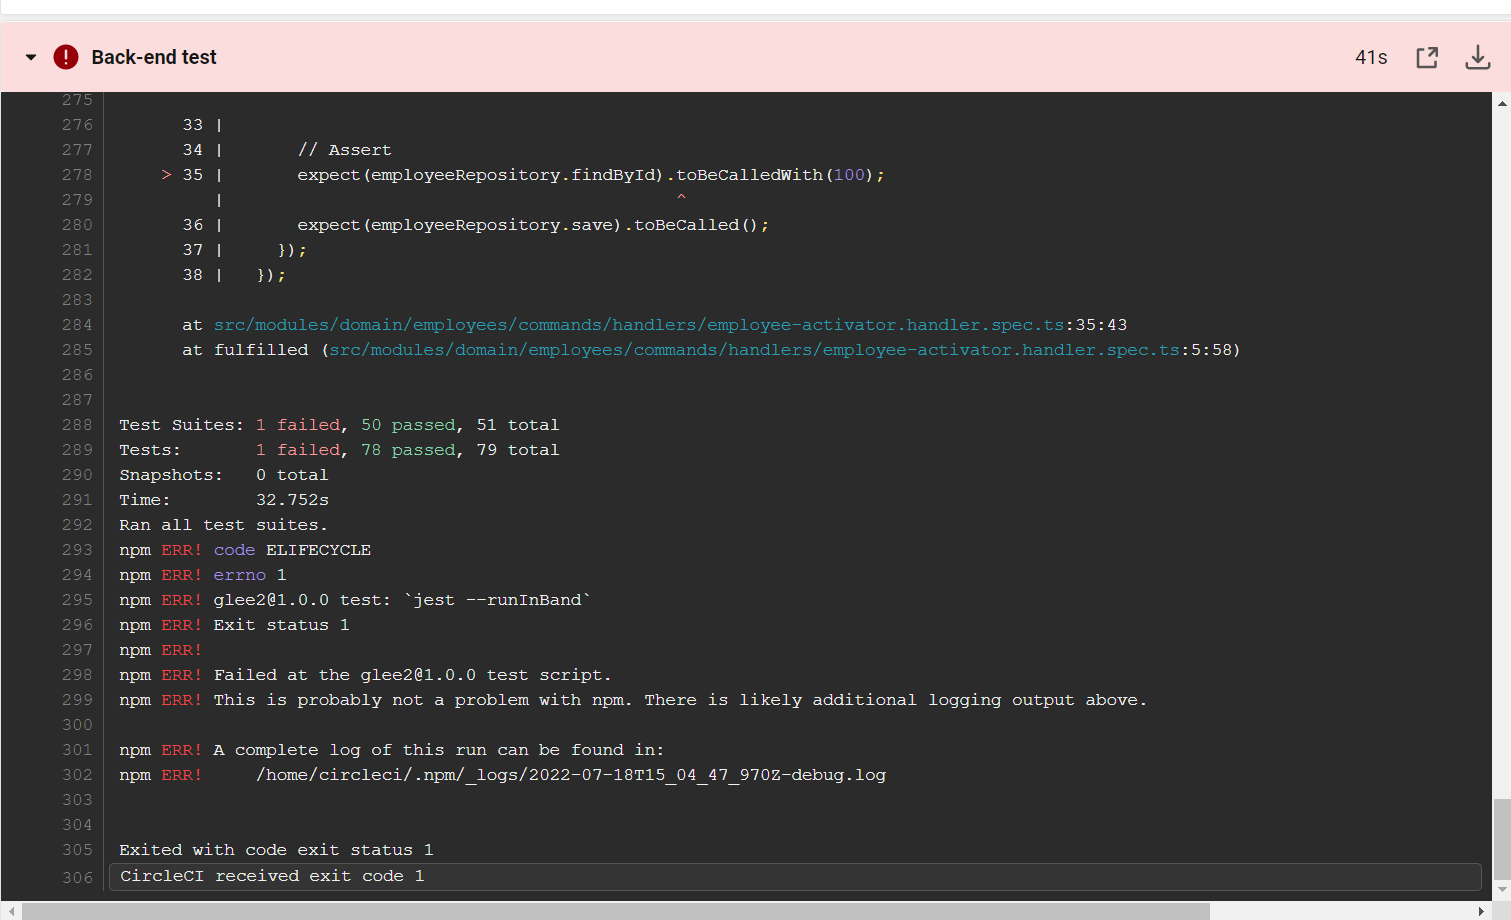 Back-end test 41s
275
276 33 |
277 34 | // Assert
278 > 35 | expect(employeeRepository.findById).toBeCalledWith(100);
279 | ^
280 36 | expect(employeeRepository.save).toBeCalled();
281 37 | });
282 38 | });
283
284 at src/modules/domain/employees/commands/handlers/employee-activator.handler.spec.ts:35:43
285 at fulfilled (src/modules/domain/employees/commands/handlers/employee-activator.handler.spec.ts:5:58)
286
287
288 Test Suites: 1 failed, 50 passed, 51 total
289 Tests: 1 failed, 78 passed, 79 total
290 Snapshots: 0 total
291 Time: 32.752s
292 Ran all test suites.
293 npm ERR! code ELIFECYCLE
294 npm ERR! errno 1
295 npm ERR! glee2@1.0.0 test: `jest --runInBand`
296 npm ERR! Exit status 1
297 npm ERR!
298 npm ERR! Failed at the glee2@1.0.0 test script.
299 npm ERR! This is probably not a problem with npm. There is likely additional logging output above.
300
301 npm ERR! A complete log of this run can be found in:
302 npm ERR! /home/circleci/.npm/_logs/2022-07-18T15_04_47_970Z-debug.log
303
304
305 Exited with code exit status 1
306 CircleCI received exit code 1